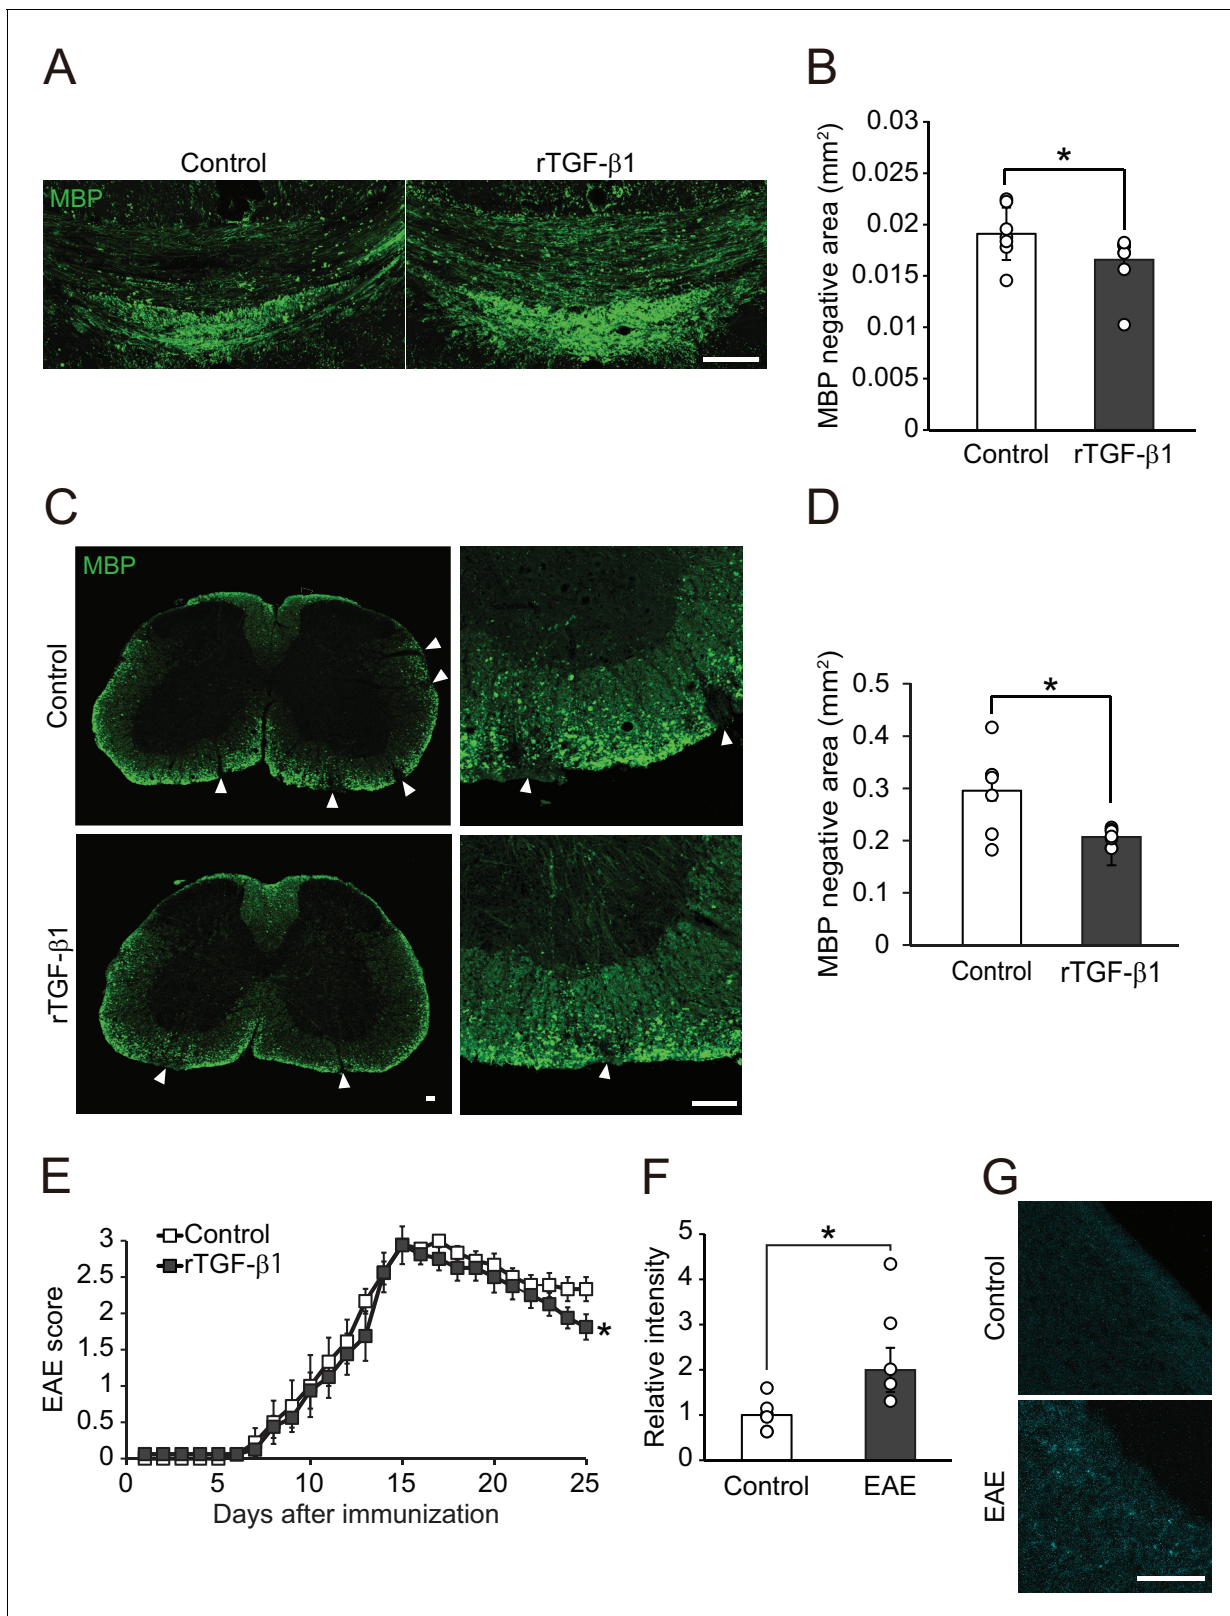 A
Control
rTGF-β1
MBP
B
MBP negative area (mm²)
0.03
0.025
0.02
0.015
0.01
0.005
0
*
Control
rTGF-β1
C
MBP
Control
rTGF-β1
D
MBP negative area (mm²)
0.5
0.4
0.3
0.2
0.1
0
*
Control
rTGF-β1
E
Control
rTGF-β1
EAE score
3
2.5
2
1.5
1
0.5
0
*
0 5 10 15 20 25
Days after immunization
F
Relative intensity
5
4
3
2
1
0
*
Control
EAE
G
Control
EAE